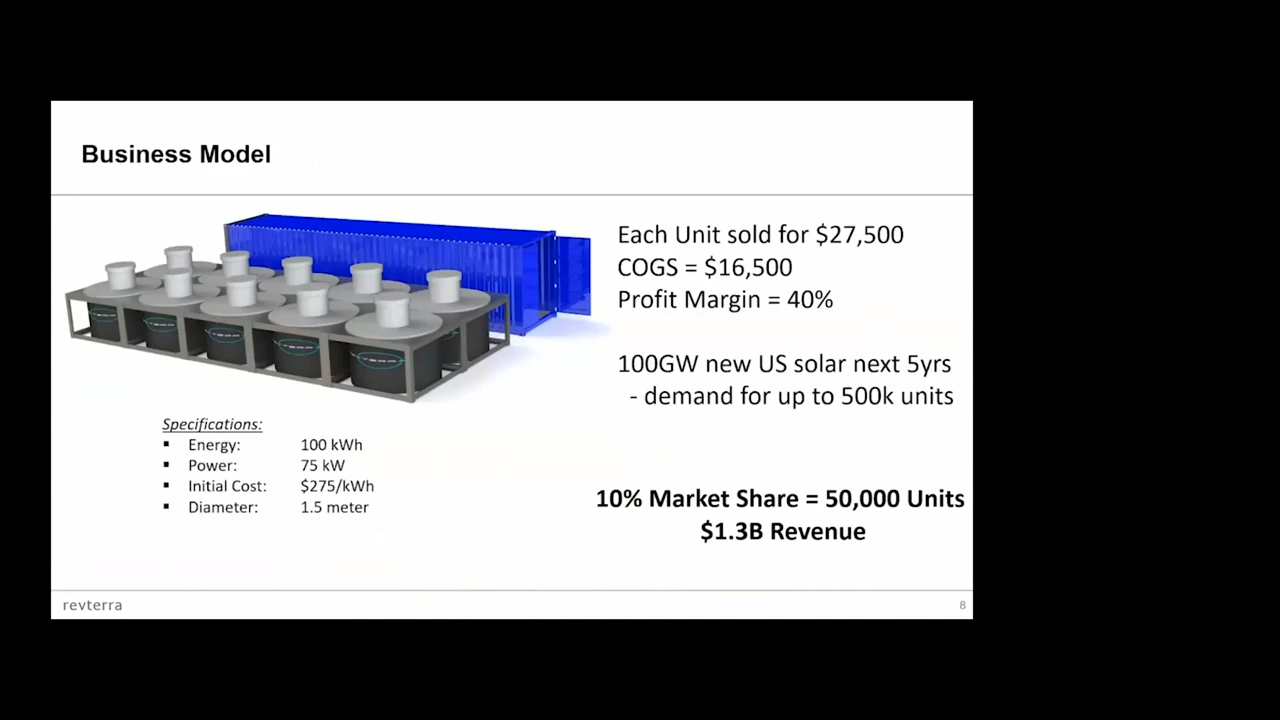 Business Model
Each Unit sold for $27,500
COGS = $16,500
Profit Margin = 40%
100GW new US solar next 5yrs
- demand for up to 500k units
Specifications:
▪ Energy: 100 kWh
▪ Power: 75 kW
▪ Initial Cost: $275/kWh
▪ Diameter: 1.5 meter
10% Market Share = 50,000 Units
$1.3B Revenue
revterra
8